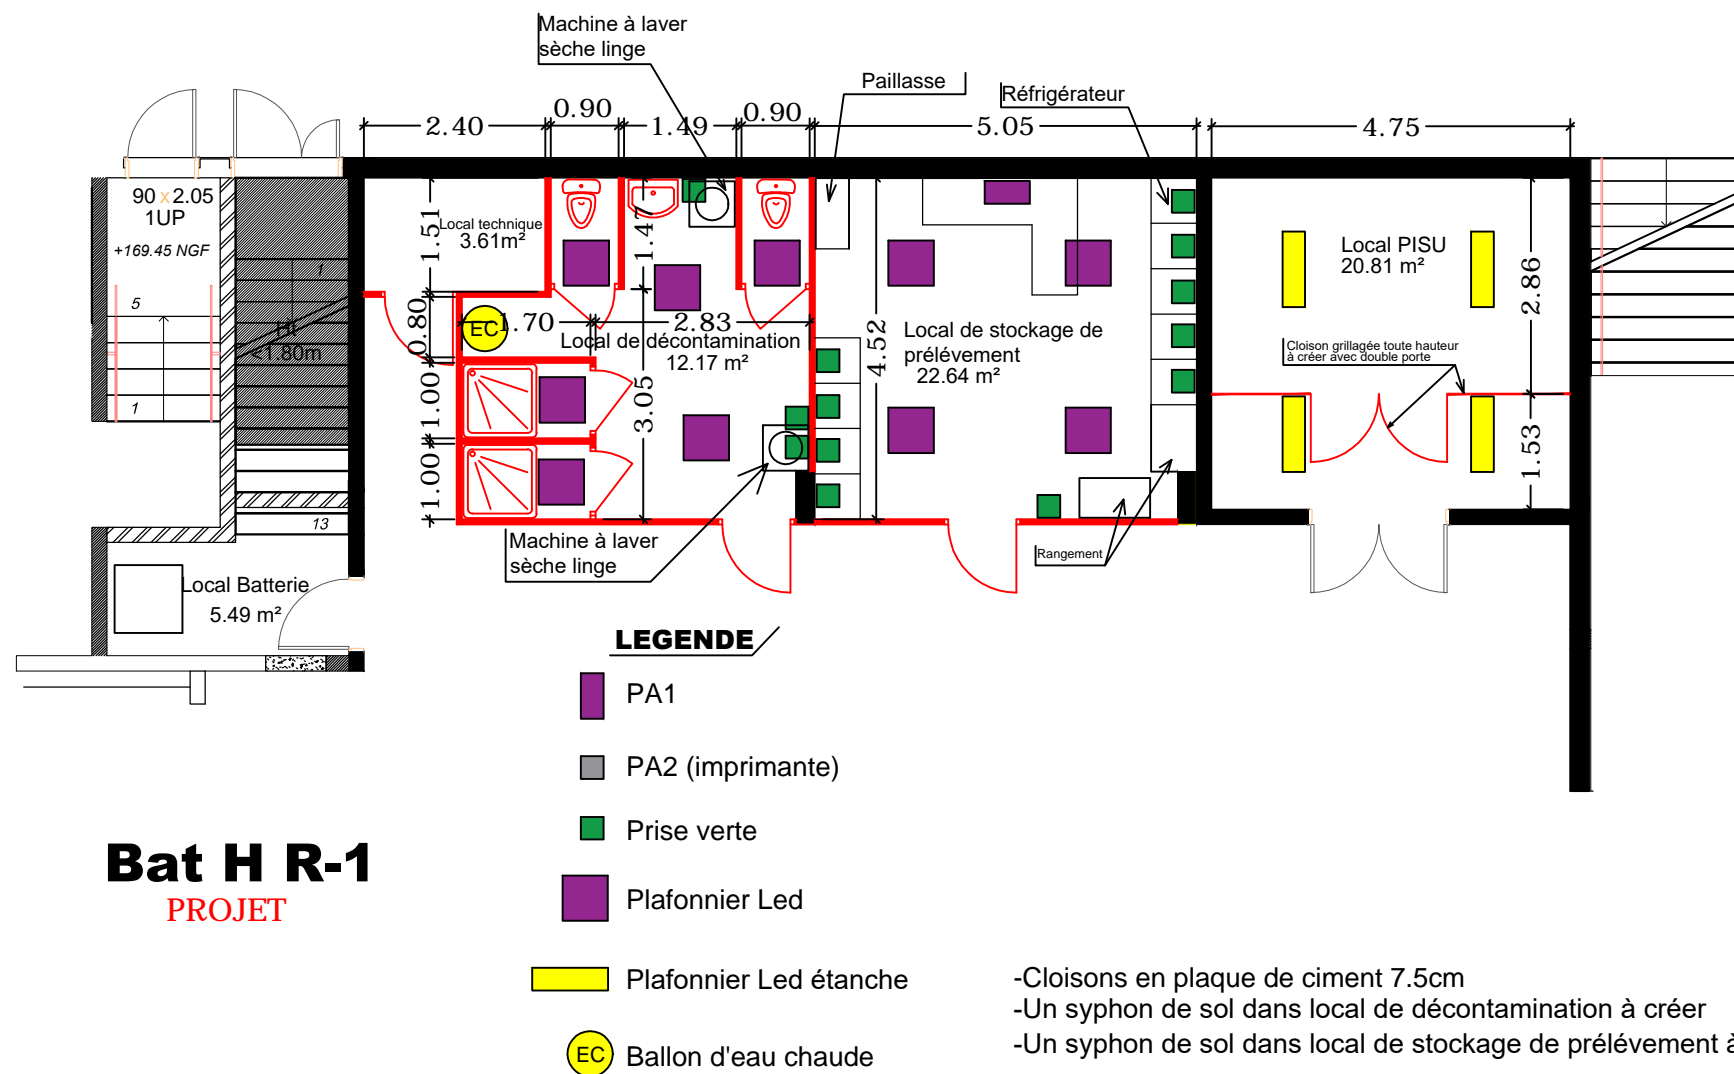 Machine à laver
sèche linge
Paillasse
Réfrigérateur
2.40
0.90
1.49
0.90
5.05
4.75
90 x 2.05
1UP
+169.45 NGF
5
1
1
<1.80m
13
Local technique
3.61m²
1.51
1.47
0.80
EC
1.70
2.83
Local de décontamination
12.17 m²
1.00
1.00
3.05
4.52
Local de stockage de
prélévement
22.64 m²
Local PISU
20.81 m²
2.86
Cloison grillagée toute hauteur
à créer avec double porte
1.53
Machine à laver
sèche linge
Rangement
Local Batterie
5.49 m²
LEGENDE
PA1
PA2 (imprimante)
Prise verte
Plafonnier Led
Plafonnier Led étanche
EC
Ballon d'eau chaude
Bat H R-1
PROJET
-Cloisons en plaque de ciment 7.5cm
-Un syphon de sol dans local de décontamination à créer
-Un syphon de sol dans local de stockage de prélévement à